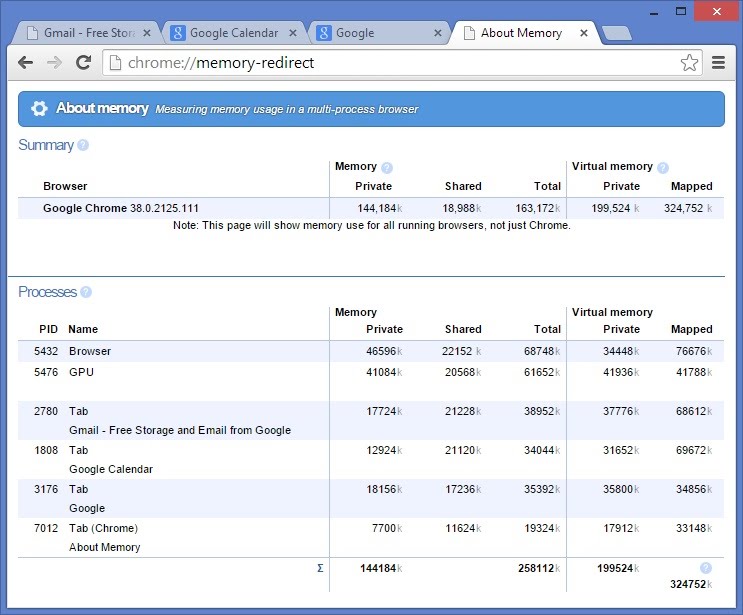 Gmail - Free Stor
Google Calendar
Google
About Memory
chrome://memory-redirect
About memory Measuring memory usage in a multi-process browser
Summary ?
Memory ? Virtual memory ?
Browser Private Shared Total Private Mapped
Google Chrome 38.0.2125.111 144,184k 18,988k 163,172k 199,524 k 324,752 k
Note: This page will show memory use for all running browsers, not just Chrome.
Processes ?
Memory Virtual memory
PID Name Private Shared Total Private Mapped
5432 Browser 46596k 22152 k 68748k 34448k 76676k
5476 GPU 41084k 20568k 61652k 41936k 41788k
2780 Tab 17724k 21228k 38952k 37776k 68612k
Gmail - Free Storage and Email from Google
1808 Tab 12924k 21120k 34044k 31652k 69672k
Google Calendar
3176 Tab 18156k 17236k 35392k 35800k 34856k
Google
7012 Tab (Chrome) 7700k 11624k 19324k 17912k 33148k
About Memory
Σ 144184k 258112k 199524k ?
324752k